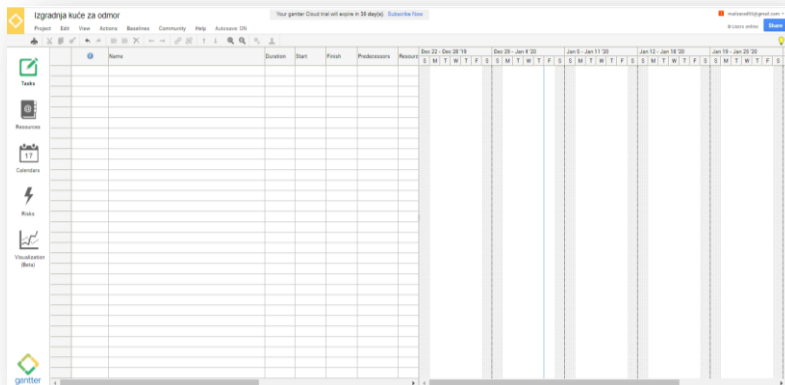 Izgradnja kuće za odmor
Your gantter Cloud trial will expire in 30 day(s). Subscribe Now
Project Edit View Actions Baselines Community Help Autosave: ON
Share
Name Duration Start Finish Predecessors Resourc
Dec 22 - Dec 28 '19 Dec 29 - Jan 4 '20 Jan 5 - Jan 11 '20 Jan 12 - Jan 18 '20 Jan 19 - Jan 25 '20
S M T W T F S S M T W T F S S M T W T F S S M T W T F S S M T W T F S
Tasks
Resources
17
Calendars
Risks
Visualization
(Beta)
gantter